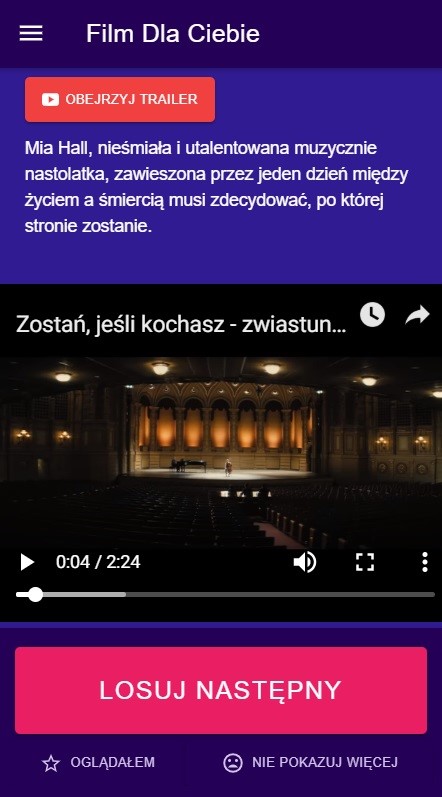 Film Dla Ciebie
OBEJRZYJ TRAILER
Mia Hall, nieśmiała i utalentowana muzycznie
nastolatka, zawieszona przez jeden dzień między
życiem a śmiercią musi zdecydować, po której
stronie zostanie.
Zostań, jeśli kochasz - zwiastun...
0:04 / 2:24
LOSUJ NASTĘPNY
OGLĄDAŁEM
NIE POKAZUJ WIĘCEJ